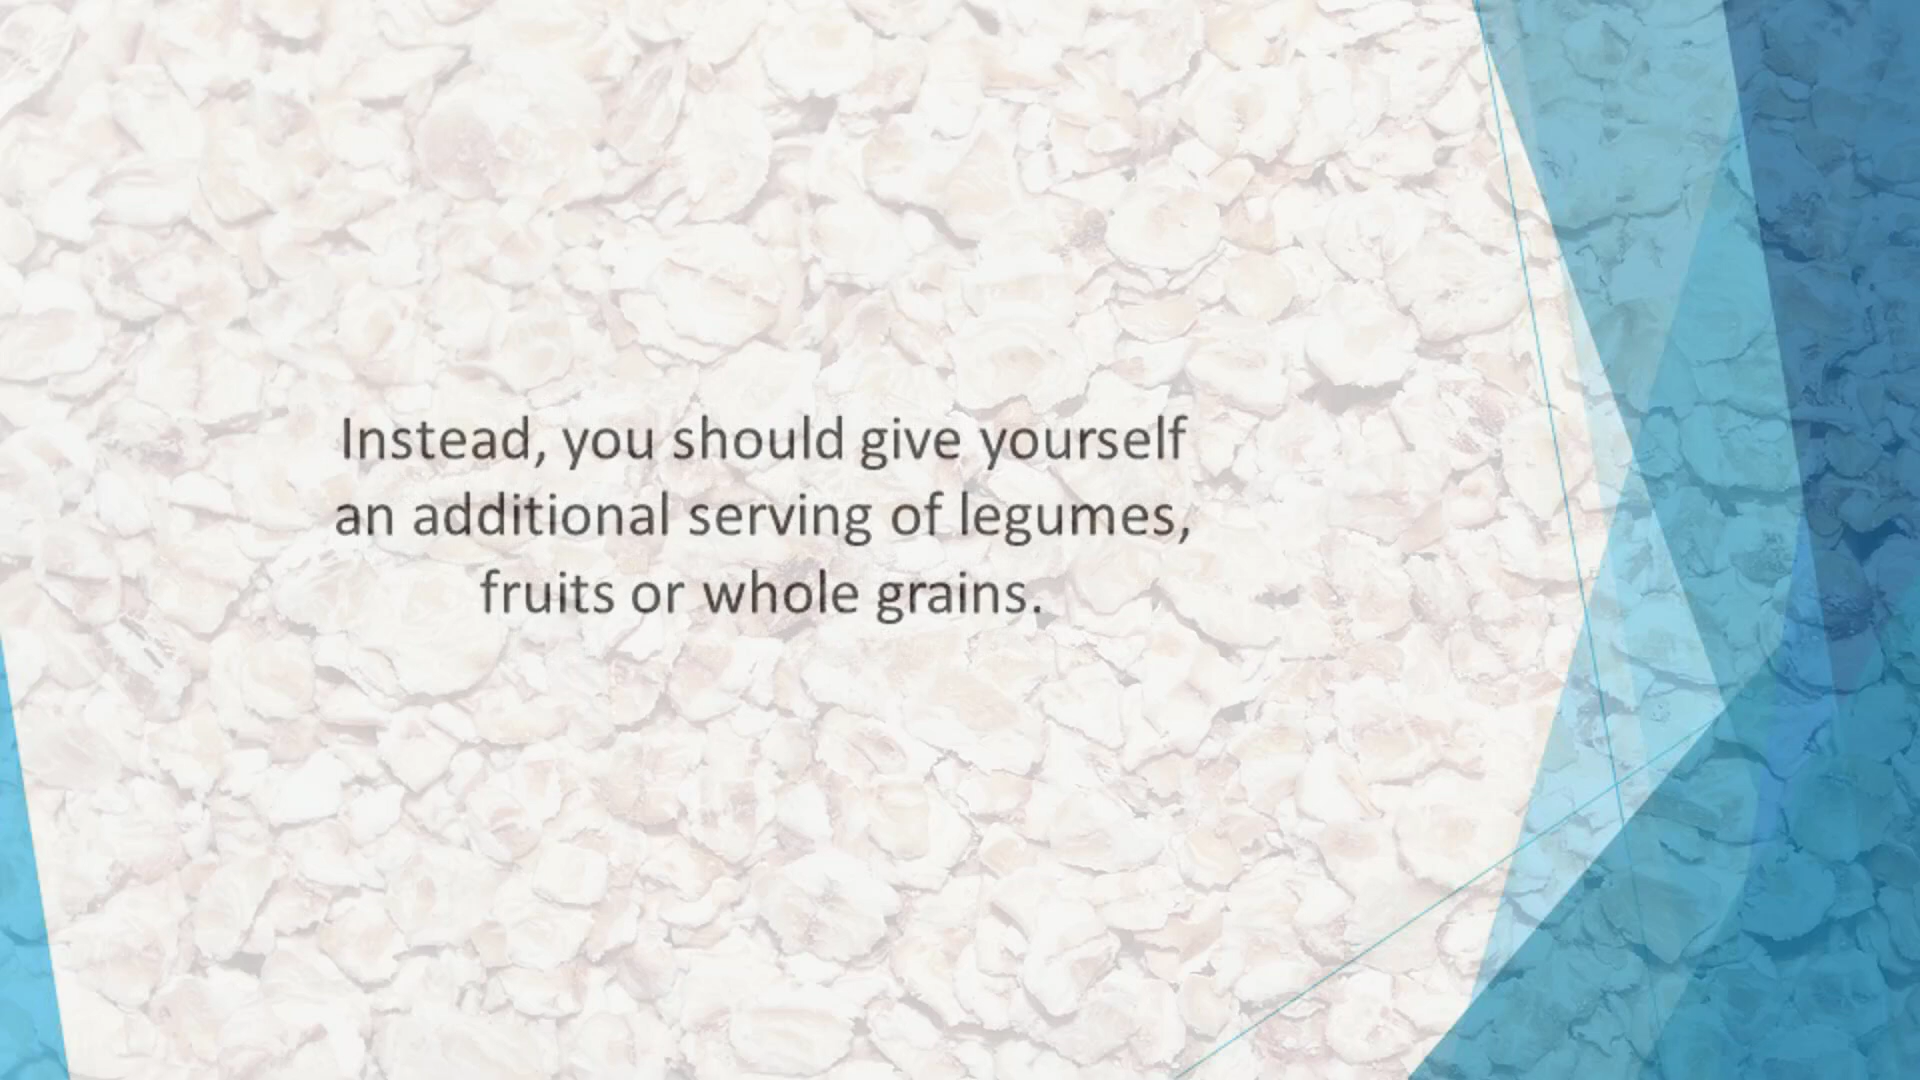 Instead, you should give yourself
an additional serving of legumes,
fruits or whole grains.